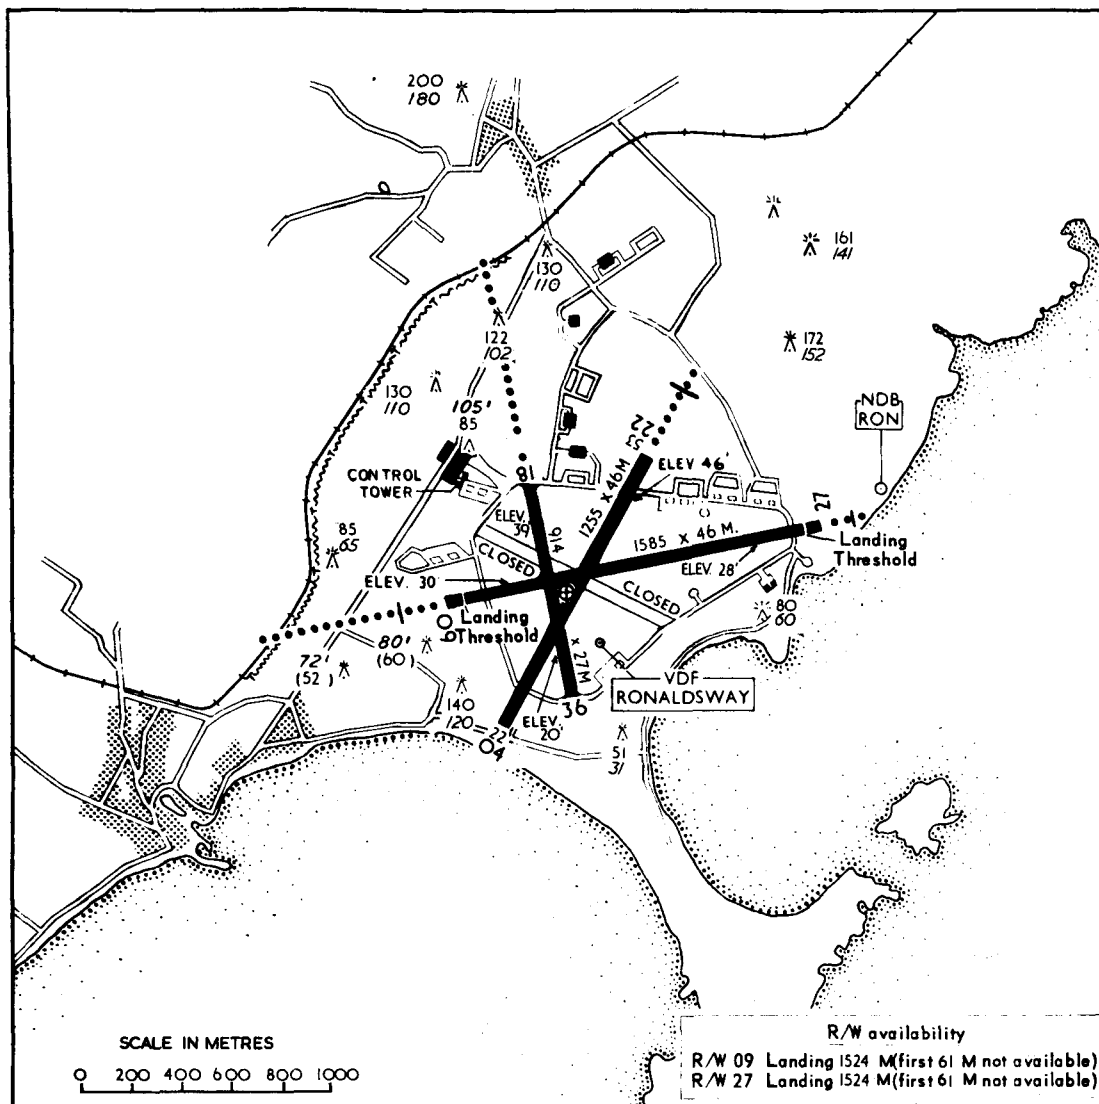 200
180
161
141
130
110
122
102
172
152
130
110
105'
85
NDB
RON
22
53
ELEV 46'
CONTROL
TOWER
18
1255 x 46M
27
ELEV.
39'
914
1585 x 46 M.
85
65
CLOSED
Landing
Threshold
ELEV. 30'
ELEV. 28'
CLOSED
80
60
Landing
Threshold
09
80'
(60)
x 27M
72'
(52)
VDF
RONALDSWAY
140
120
ELEV.
20'
36
22'
04
51
31
SCALE IN METRES
0 200 400 600 800 1000
R/W availability
R/W 09 Landing 1524 M(first 61 M not available)
R/W 27 Landing 1524 M(first 61 M not available)